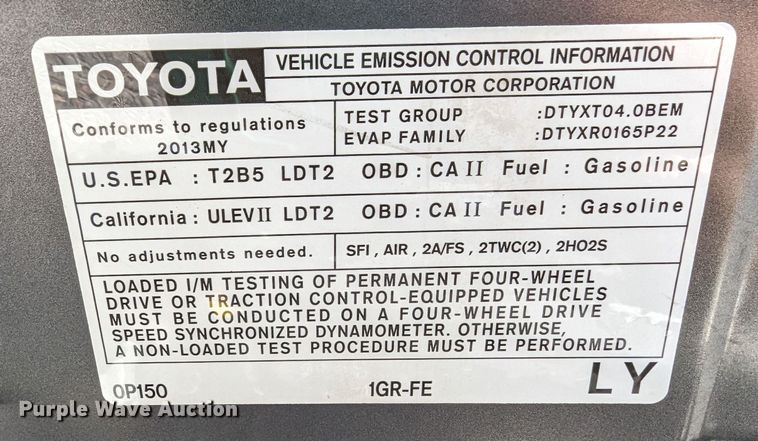 TOYOTA
VEHICLE EMISSION CONTROL INFORMATION
TOYOTA MOTOR CORPORATION
Conforms to regulations
2013MY
TEST GROUP :DTYXT04.0BEM
EVAP FAMILY :DTYXR0165P22
U.S.EPA : T2B5 LDT2 OBD : CA II Fuel : Gasoline
California : ULEVII LDT2 OBD : CA II Fuel : Gasoline
No adjustments needed.
SFI , AIR , 2A/FS , 2TWC(2) , 2HO2S
LOADED I/M TESTING OF PERMANENT FOUR-WHEEL
DRIVE OR TRACTION CONTROL-EQUIPPED VEHICLES
MUST BE CONDUCTED ON A FOUR-WHEEL DRIVE
SPEED SYNCHRONIZED DYNAMOMETER. OTHERWISE,
A NON-LOADED TEST PROCEDURE MUST BE PERFORMED.
0P150 1GR-FE LY
Purple Wave Auction